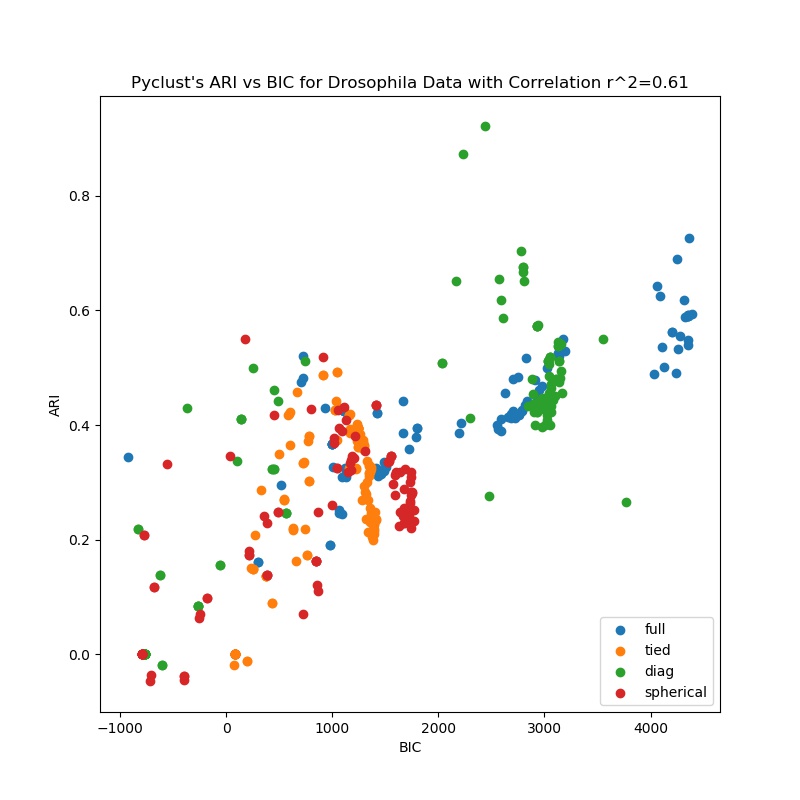 Pyclust's ARI vs BIC for Drosophila Data with Correlation r^2=0.61
0.8
0.6
0.4
0.2
0.0
ARI
−1000 0 1000 2000 3000 4000
BIC
full
tied
diag
spherical